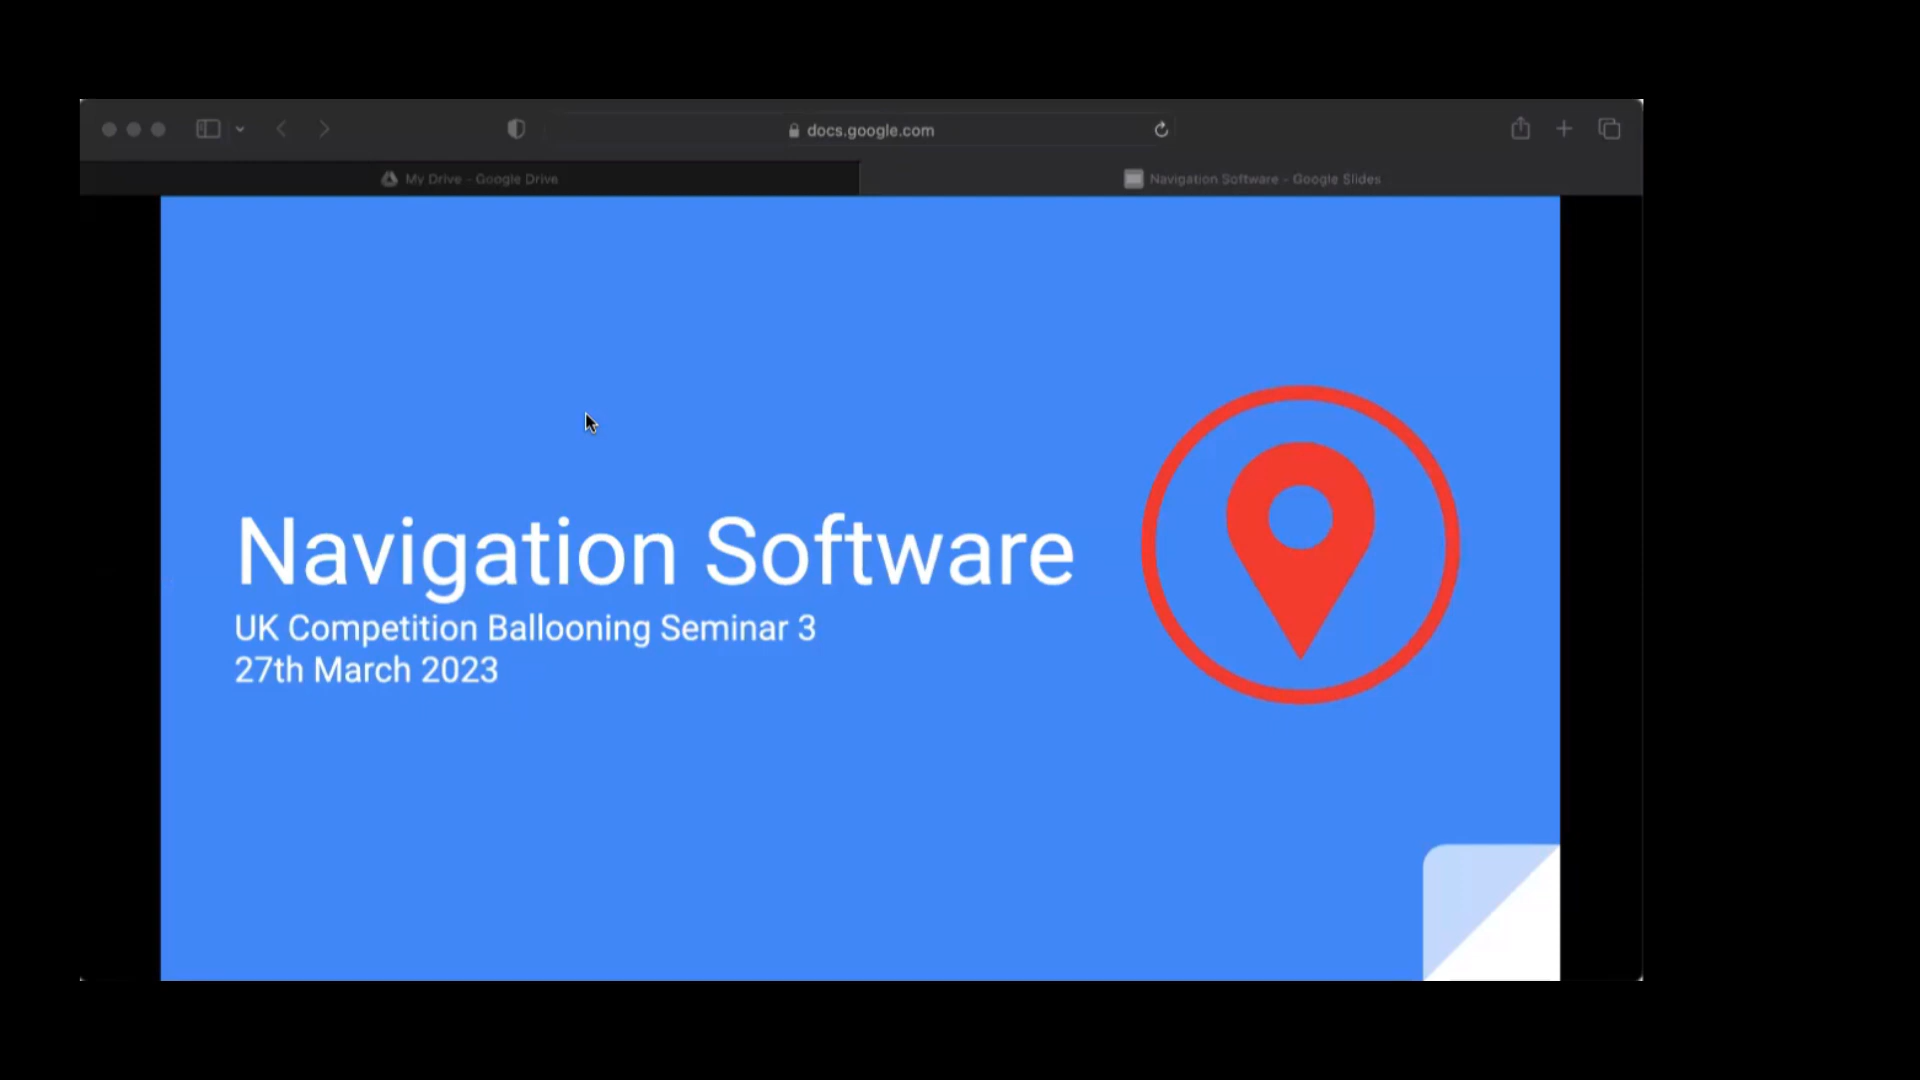 docs.google.com
My Drive - Google Drive
Navigation Software - Google Slides
Navigation Software
UK Competition Ballooning Seminar 3
27th March 2023